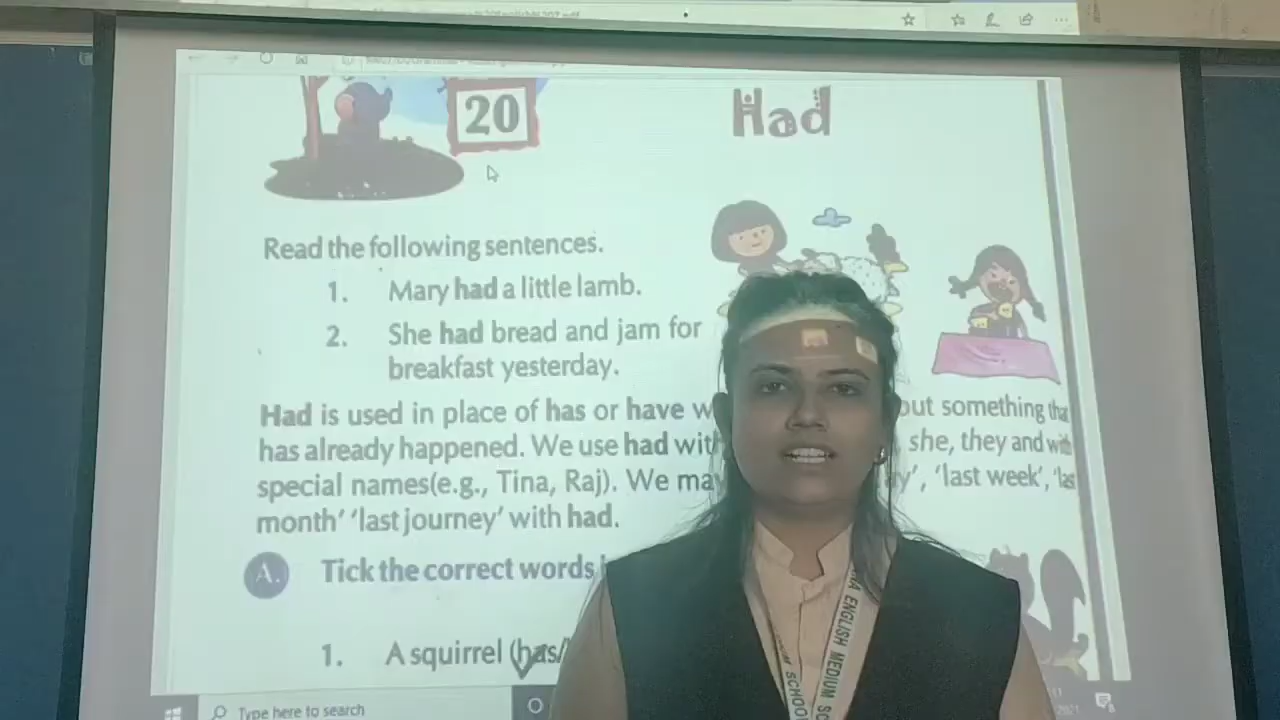 20
Had
Read the following sentences.
1. Mary had a little lamb.
2. She had bread and jam for
breakfast yesterday.
Had is used in place of has or have
out something that
has already happened. We use had with
she, they and with
special names(e.g., Tina, Raj). We may
', 'last week', 'last
month' 'last journey' with had.
A. Tick the correct words
1. A squirrel (has/
Type here to search
ENGLISH MEDIUM
SCHOOL
2021